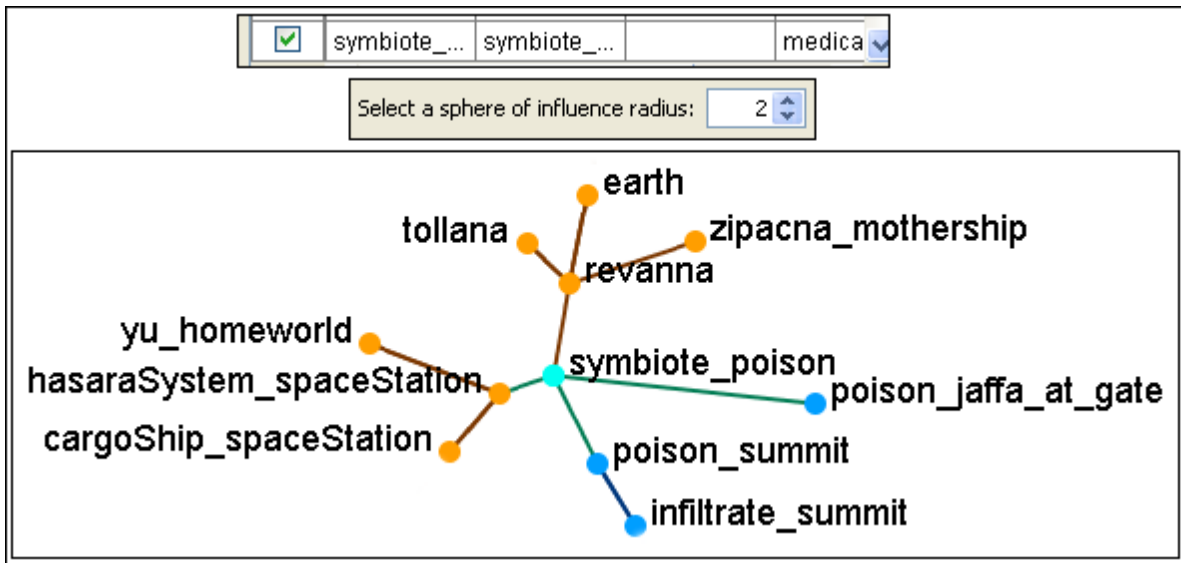 symbiote_... symbiote_... medica
Select a sphere of influence radius: 2
earth
tollana
zipacna_mothership
revanna
yu_homeworld
symbiote_poison
hasaraSystem_spaceStation
poison_jaffa_at_gate
cargoShip_spaceStation
poison_summit
infiltrate_summit